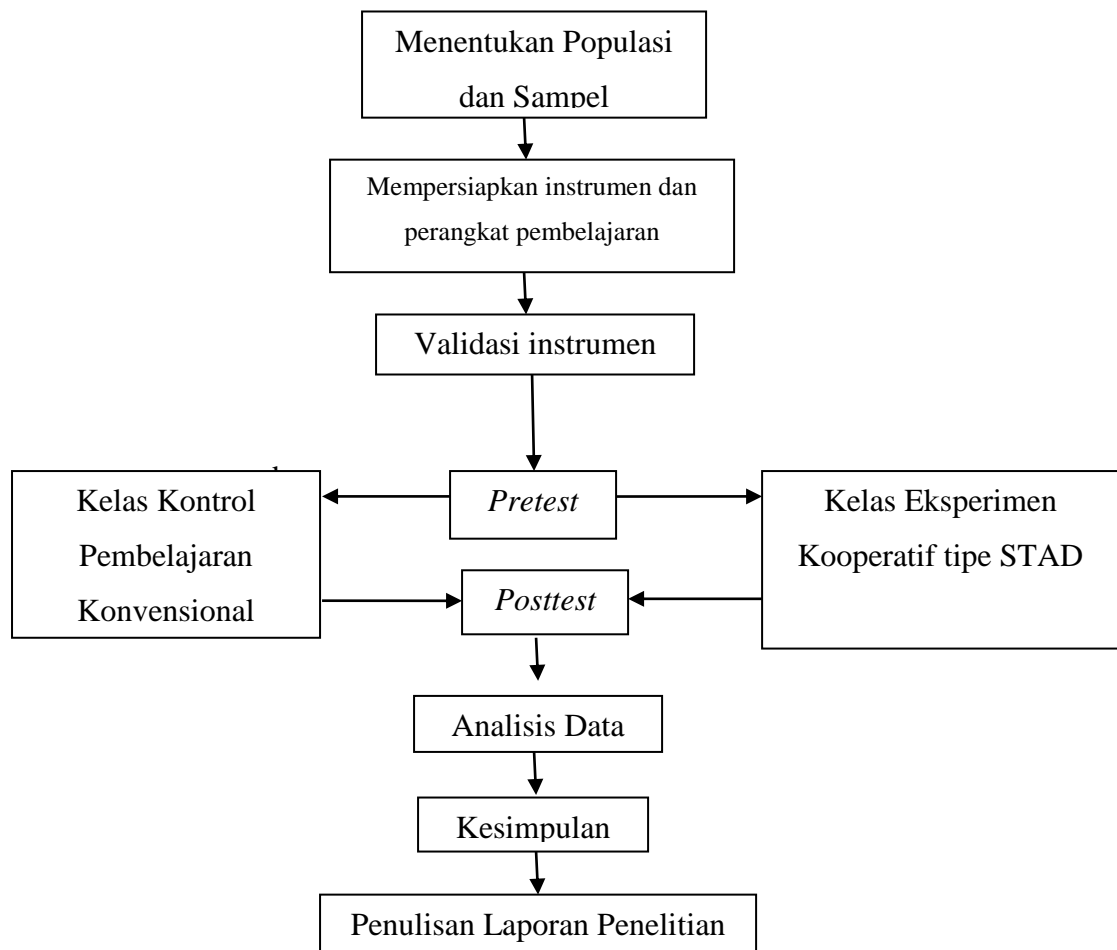 Menentukan Populasi
dan Sampel
Mempersiapkan instrumen dan
perangkat pembelajaran
Validasi instrumen
Pretest
Kelas Kontrol
Pembelajaran
Konvensional
Kelas Eksperimen
Kooperatif tipe STAD
Posttest
Analisis Data
Kesimpulan
Penulisan Laporan Penelitian